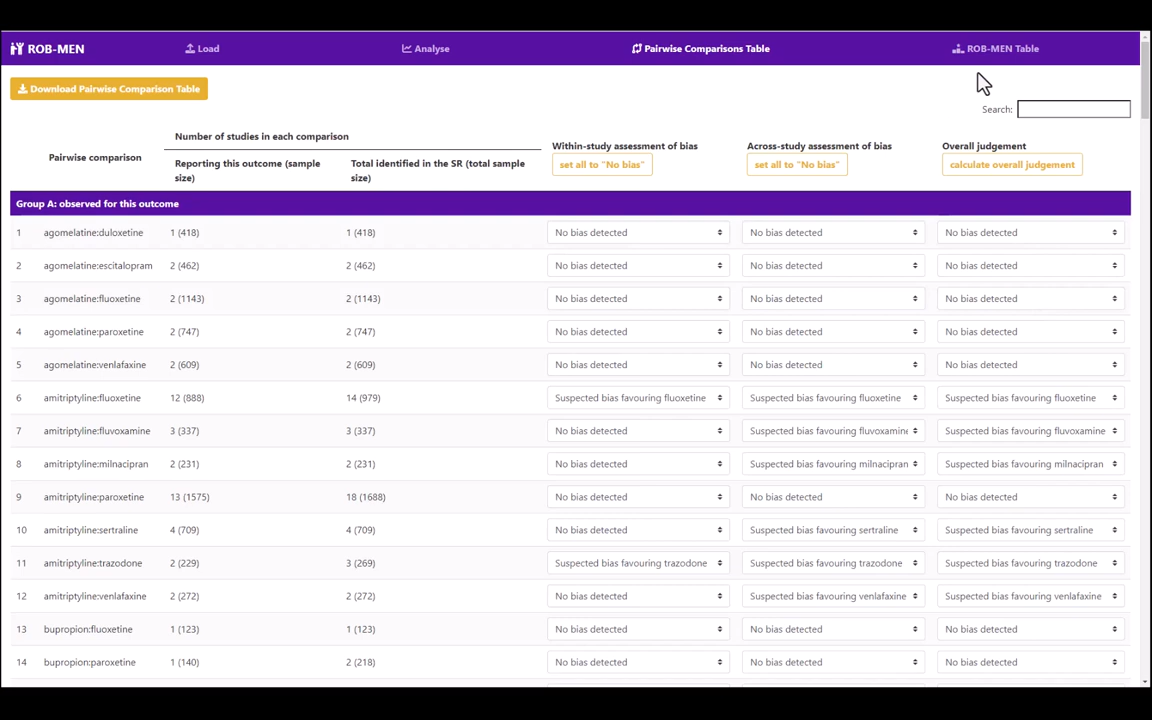 ROB-MEN Load Analyse Pairwise Comparisons Table ROB-MEN Table
Download Pairwise Comparison Table
Search:
Number of studies in each comparison
Pairwise comparison
Reporting this outcome (sample size)
Total identified in the SR (total sample size)
Within-study assessment of bias
set all to "No bias"
Across-study assessment of bias
set all to "No bias"
Overall judgement
calculate overall judgement
Group A: observed for this outcome
1 agomelatine:duloxetine 1 (418) 1 (418) No bias detected No bias detected No bias detected
2 agomelatine:escitalopram 2 (462) 2 (462) No bias detected No bias detected No bias detected
3 agomelatine:fluoxetine 2 (1143) 2 (1143) No bias detected No bias detected No bias detected
4 agomelatine:paroxetine 2 (747) 2 (747) No bias detected No bias detected No bias detected
5 agomelatine:venlafaxine 2 (609) 2 (609) No bias detected No bias detected No bias detected
6 amitriptyline:fluoxetine 12 (888) 14 (979) Suspected bias favouring fluoxetine Suspected bias favouring fluoxetine Suspected bias favouring fluoxetine
7 amitriptyline:fluvoxamine 3 (337) 3 (337) No bias detected Suspected bias favouring fluvoxamine Suspected bias favouring fluvoxamine
8 amitriptyline:milnacipran 2 (231) 2 (231) No bias detected Suspected bias favouring milnacipran Suspected bias favouring milnacipran
9 amitriptyline:paroxetine 13 (1575) 18 (1688) No bias detected No bias detected No bias detected
10 amitriptyline:sertraline 4 (709) 4 (709) No bias detected Suspected bias favouring sertraline Suspected bias favouring sertraline
11 amitriptyline:trazodone 2 (229) 3 (269) Suspected bias favouring trazodone Suspected bias favouring trazodone Suspected bias favouring trazodone
12 amitriptyline:venlafaxine 2 (272) 2 (272) No bias detected Suspected bias favouring venlafaxine Suspected bias favouring venlafaxine
13 bupropion:fluoxetine 1 (123) 1 (123) No bias detected No bias detected No bias detected
14 bupropion:paroxetine 1 (140) 2 (218) No bias detected No bias detected No bias detected